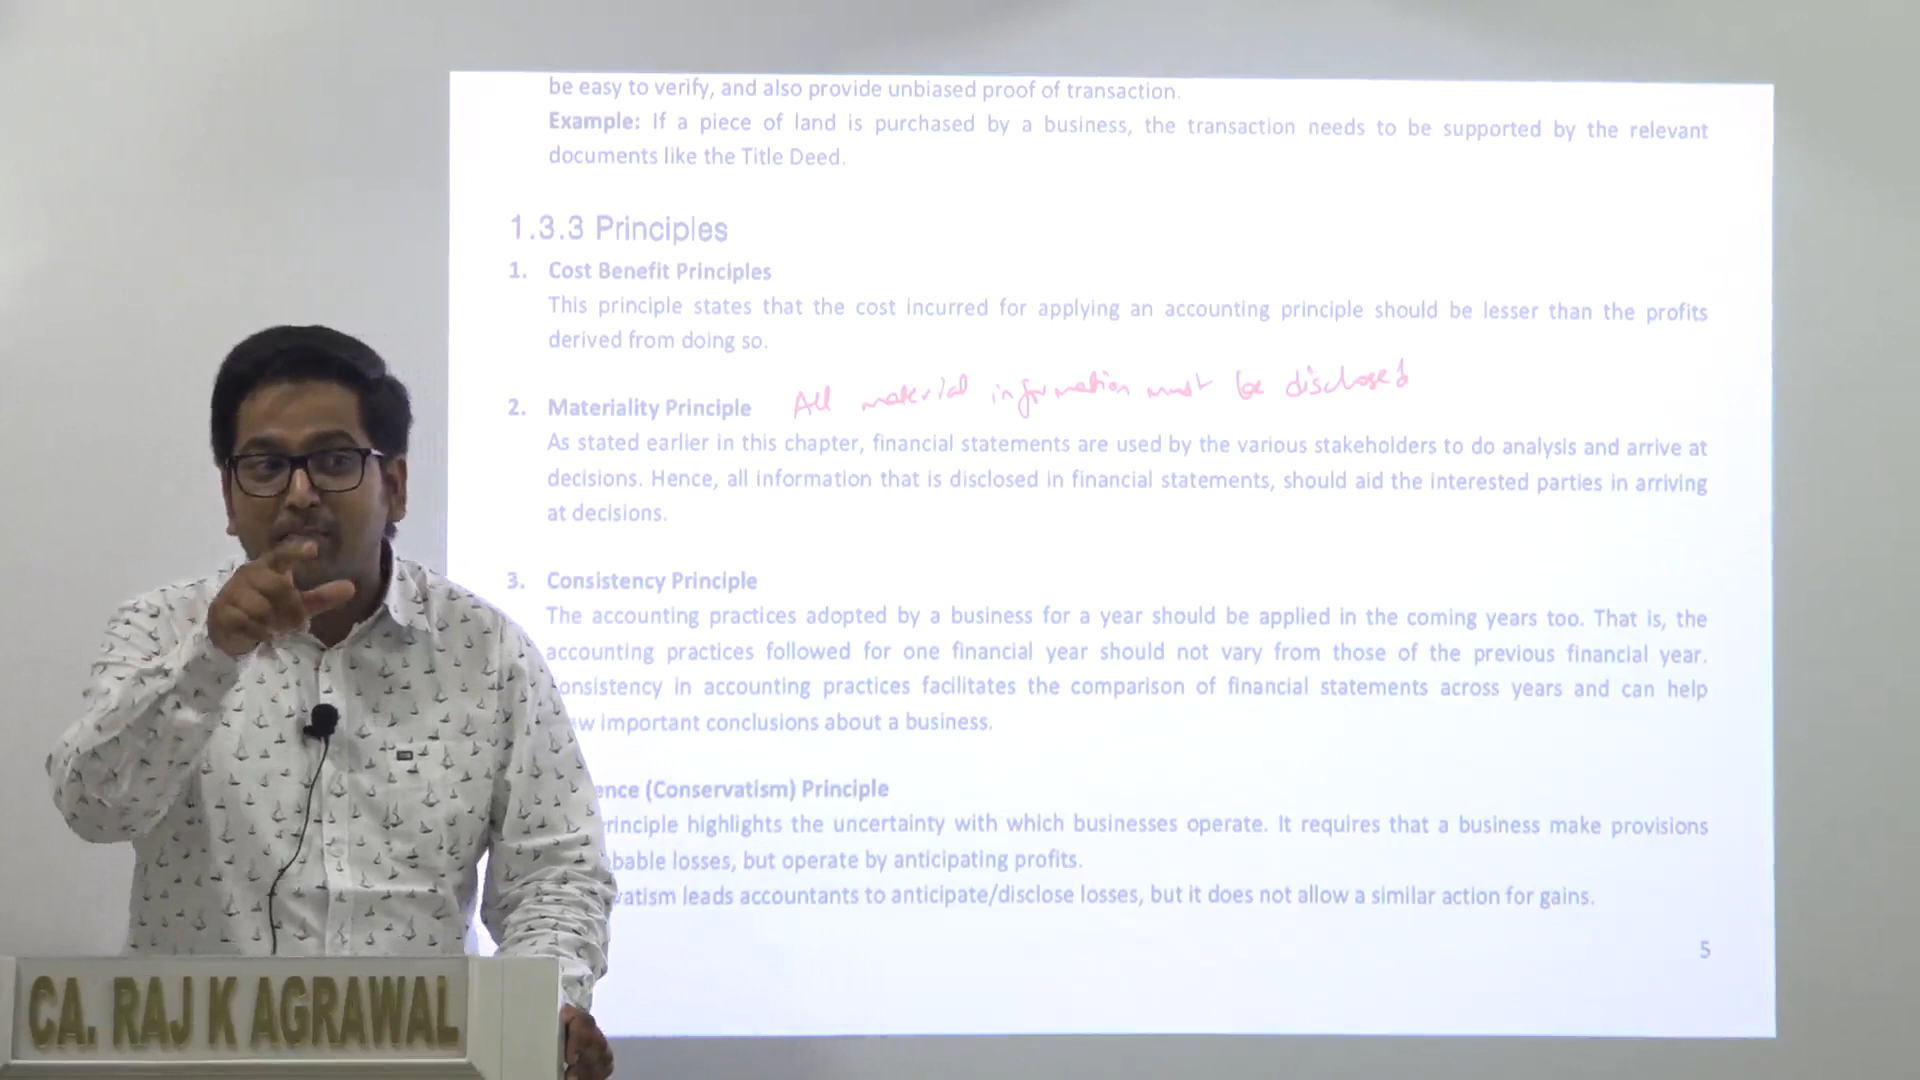 be easy to verify, and also provide unbiased proof of transaction.
Example: If a piece of land is purchased by a business, the transaction needs to be supported by the relevant
documents like the Title Deed.
1.3.3 Principles
1. Cost Benefit Principles
This principle states that the cost incurred for applying an accounting principle should be lesser than the profits
derived from doing so.
All material information must be disclosed
2. Materiality Principle
As stated earlier in this chapter, financial statements are used by the various stakeholders to do analysis and arrive at
decisions. Hence, all information that is disclosed in financial statements, should aid the interested parties in arriving
at decisions.
3. Consistency Principle
The accounting practices adopted by a business for a year should be applied in the coming years too. That is, the
accounting practices followed for one financial year should not vary from those of the previous financial year.
onsistency in accounting practices facilitates the comparison of financial statements across years and can help
w important conclusions about a business.
ence (Conservatism) Principle
rinciple highlights the uncertainty with which businesses operate. It requires that a business make provisions
bable losses, but operate by anticipating profits.
vatism leads accountants to anticipate/disclose losses, but it does not allow a similar action for gains.
5
CA. RAJ K AGRAWAL